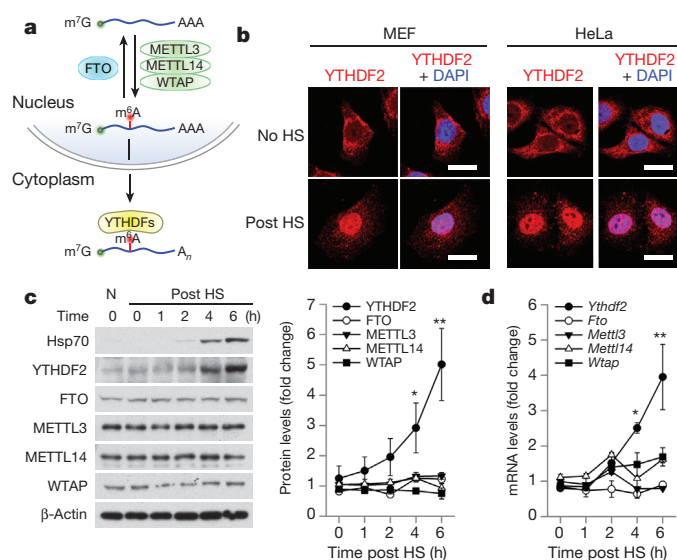 a
m⁷G AAA
FTO
METTL3
METTL14
WTAP
Nucleus
m⁶A
m⁷G AAA
Cytoplasm
YTHDFs
m⁶A
m⁷G Aₙ
b
MEF HeLa
YTHDF2 YTHDF2 + DAPI YTHDF2 YTHDF2 + DAPI
No HS
Post HS
c
N Post HS
Time 0 0 1 2 4 6 (h)
Hsp70
YTHDF2
FTO
METTL3
METTL14
WTAP
β-Actin
Protein levels (fold change)
7
6
5
4
3
2
1
0
YTHDF2
FTO
METTL3
METTL14
WTAP
**
*
0 1 2 4 6
Time post HS (h)
d
mRNA levels (fold change)
6
5
4
3
2
1
0
Ythdf2
Fto
Mettl3
Mettl14
Wtap
**
*
0 1 2 4 6
Time post HS (h)